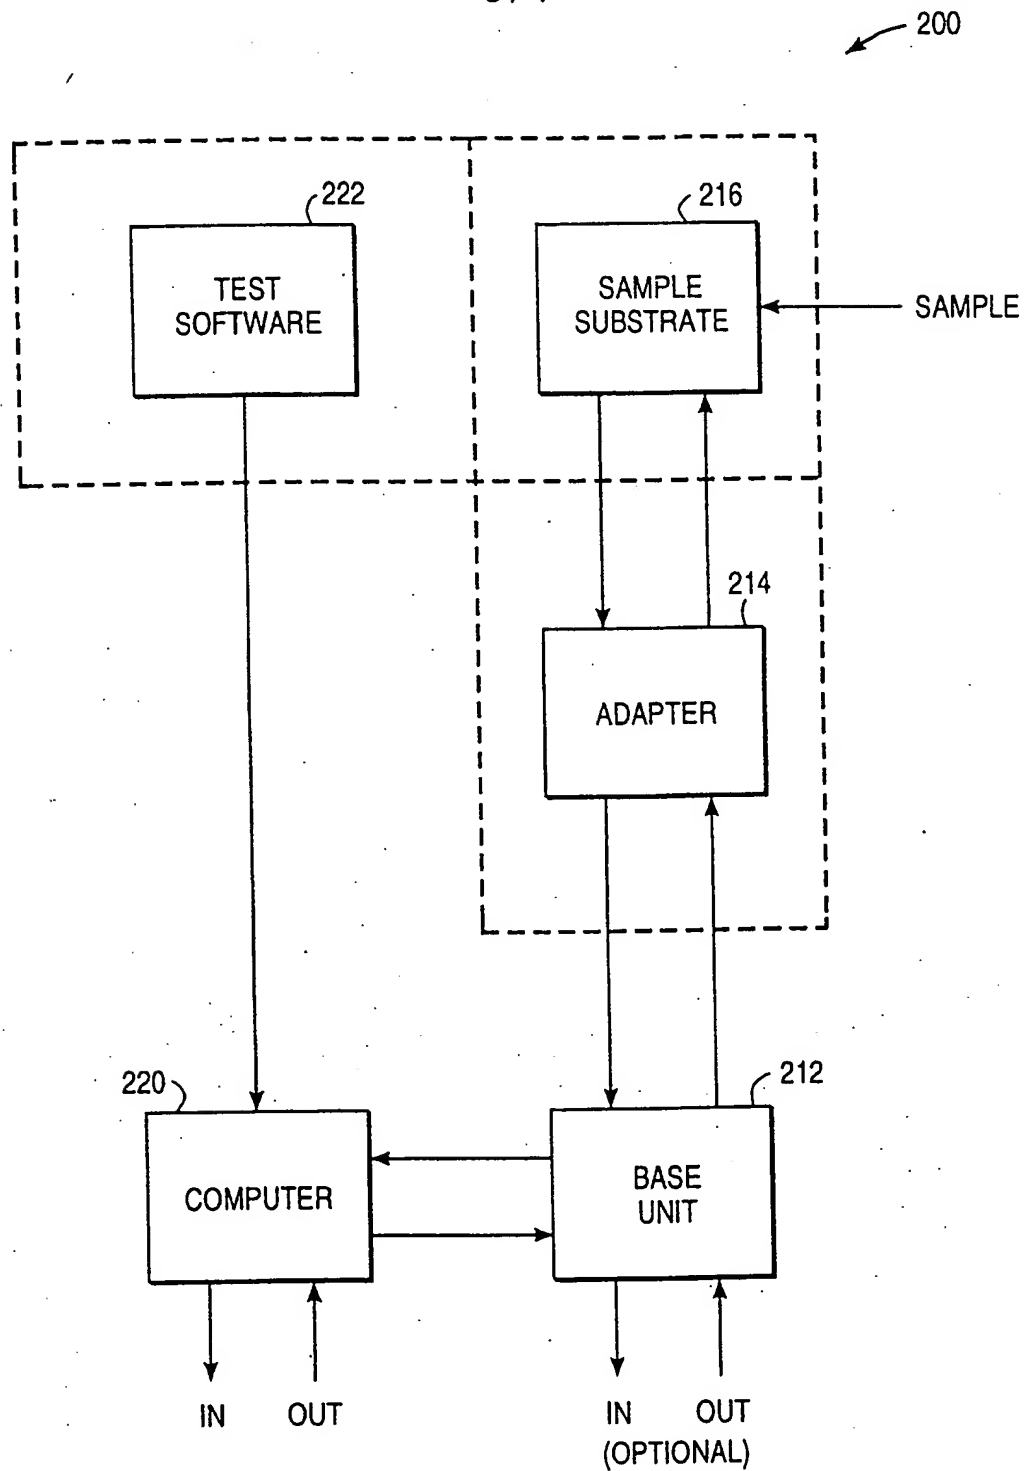 200
222
TEST
SOFTWARE
216
SAMPLE
SUBSTRATE
SAMPLE
214
ADAPTER
220
COMPUTER
212
BASE
UNIT
IN
OUT
IN
OUT
(OPTIONAL)